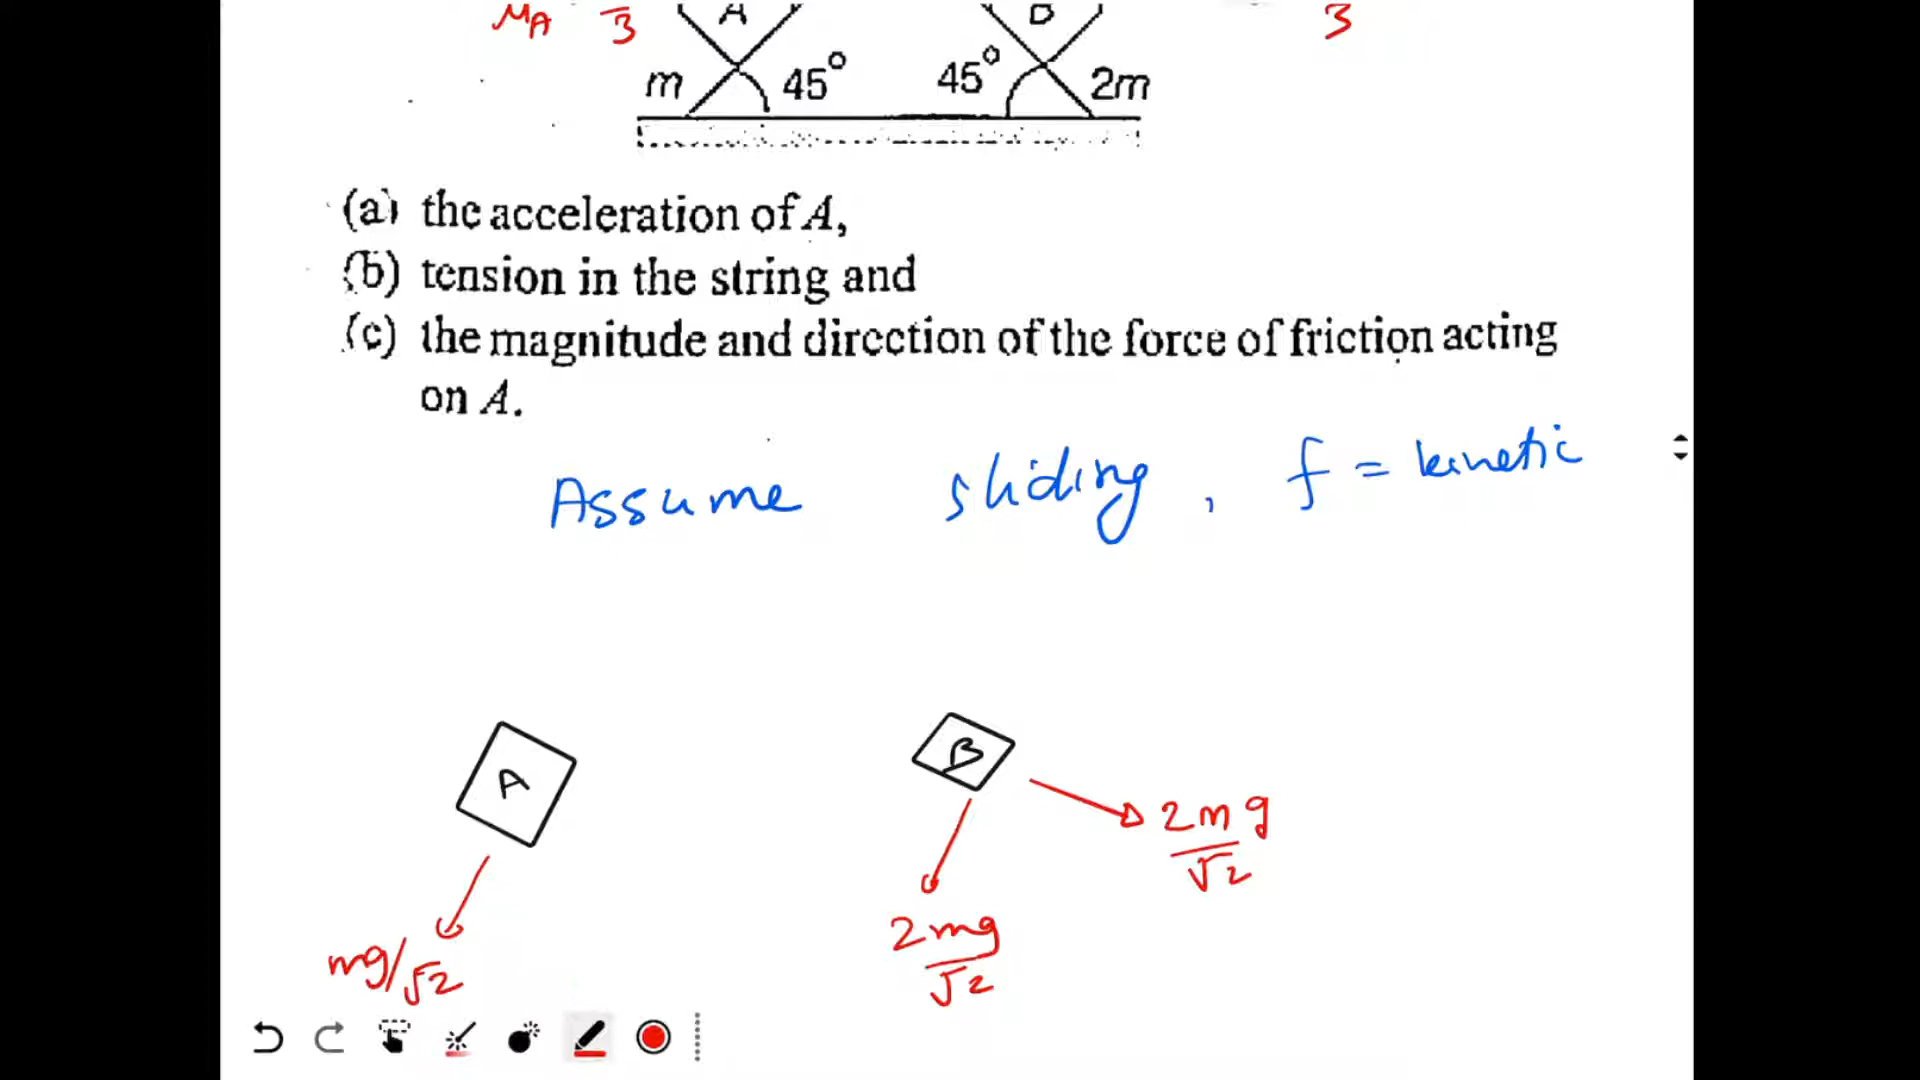 μA 3 A B 3
m 45° 45° 2m
(a) the acceleration of A,
(b) tension in the string and
(c) the magnitude and direction of the force of friction acting
on A.
Assume sliding, f = kinetic
A B
2mg/√2
mg/√2 2mg/√2